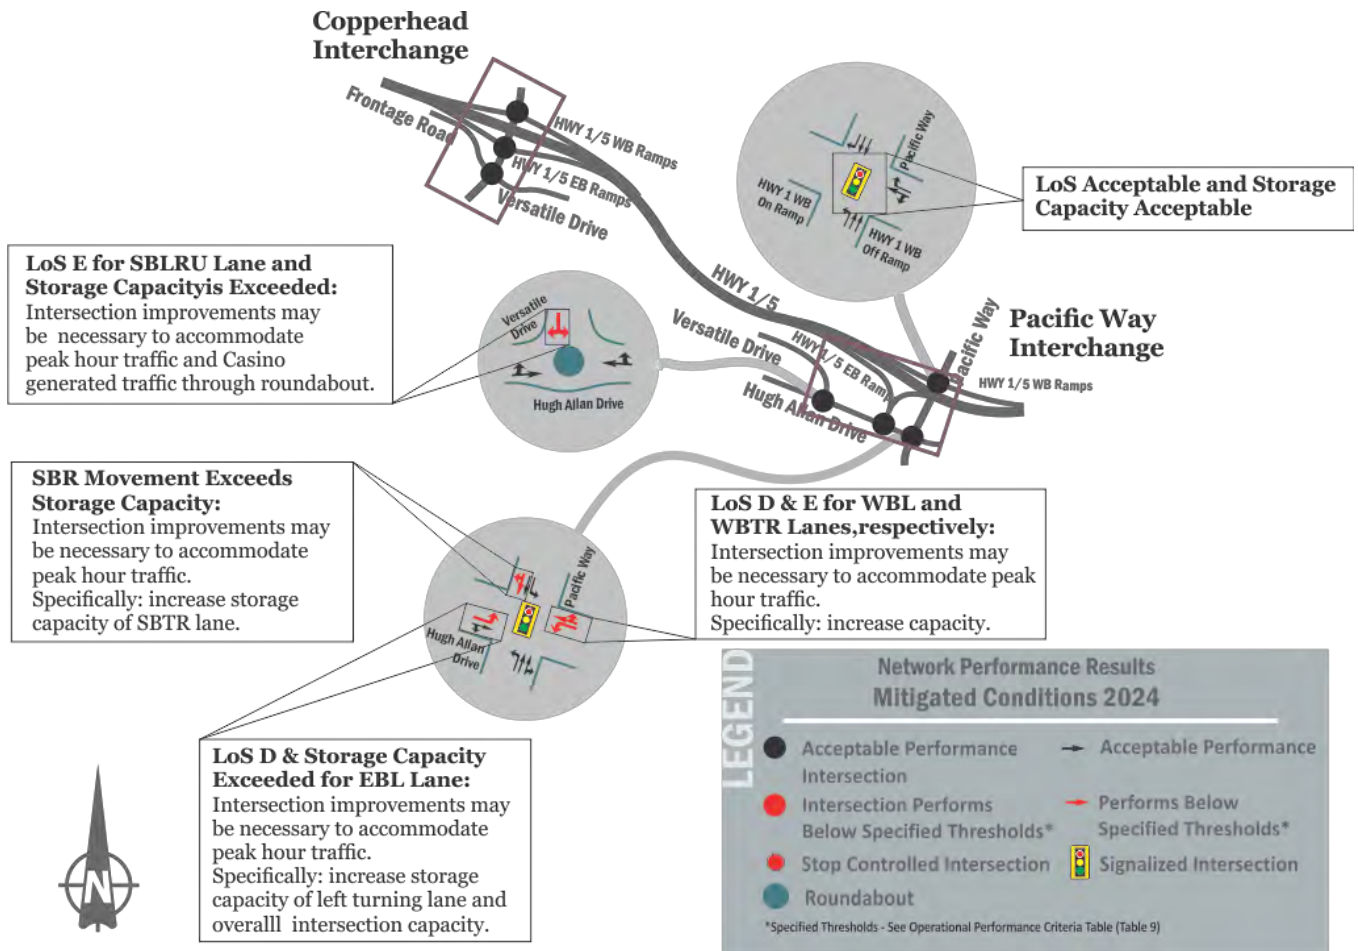 Copperhead
Interchange
Frontage Road
HWY 1/5 WB Ramps
HWY 1/5 EB Ramps
Versatile Drive
Pacific Way
HWY 1 WB
On Ramp
HWY 1 WB
Off Ramp
LoS Acceptable and Storage
Capacity Acceptable
LoS E for SBLRU Lane and
Storage Capacityis Exceeded:
Intersection improvements may
be necessary to accommodate
peak hour traffic and Casino
generated traffic through roundabout.
Versatile
Drive
Hugh Allan Drive
HWY 1/5
Versatile Drive
HWY 1/5 EB Ramp
Hugh Allan Drive
Pacific Way
Pacific Way
Interchange
HWY 1/5 WB Ramps
SBR Movement Exceeds
Storage Capacity:
Intersection improvements may
be necessary to accommodate
peak hour traffic.
Specifically: increase storage
capacity of SBTR lane.
Pacific Way
Hugh Allan
Drive
LoS D & E for WBL and
WBTR Lanes,respectively:
Intersection improvements may
be necessary to accommodate peak
hour traffic.
Specifically: increase capacity.
LoS D & Storage Capacity
Exceeded for EBL Lane:
Intersection improvements may
be necessary to accommodate
peak hour traffic.
Specifically: increase storage
capacity of left turning lane and
overalll intersection capacity.
N
LEGEND
Network Performance Results
Mitigated Conditions 2024
Acceptable Performance
Intersection
Acceptable Performance
Intersection Performs
Below Specified Thresholds*
Performs Below
Specified Thresholds*
Stop Controlled Intersection
Signalized Intersection
Roundabout
*Specified Thresholds - See Operational Performance Criteria Table (Table 9)